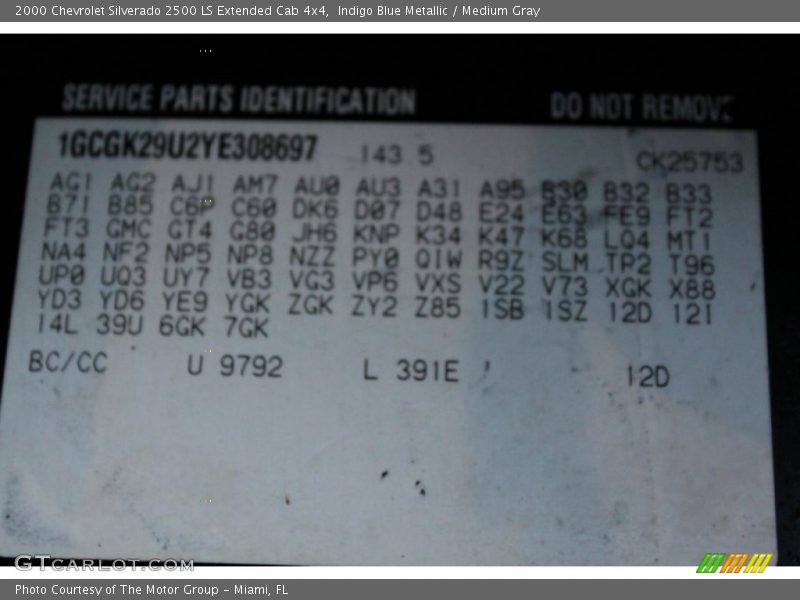 2000 Chevrolet Silverado 2500 LS Extended Cab 4x4, Indigo Blue Metallic / Medium Gray
SERVICE PARTS IDENTIFICATION DO NOT REMOVE
1GCGK29U2YE308697 143 5 CK25753
AG1 AG2 AJ1 AM7 AU0 AU3 A31 A95 B30 B32 B33
B71 B85 C6P C60 DK6 D07 D48 E24 E63 FE9 FT2
FT3 GMC GT4 G80 JH6 KNP K34 K47 K68 LQ4 MT1
NA4 NF2 NP5 NP8 NZZ PY0 QIW R9Z SLM TP2 T96
UP0 UQ3 UY7 VB3 VG3 VP6 VXS V22 V73 XGK X88
YD3 YD6 YE9 YGK ZGK ZY2 Z85 1SB 1SZ 12D 12I
14L 39U 6GK 7GK
BC/CC U 9792 L 391E 12D
GTCARLOT.COM
Photo Courtesy of The Motor Group - Miami, FL